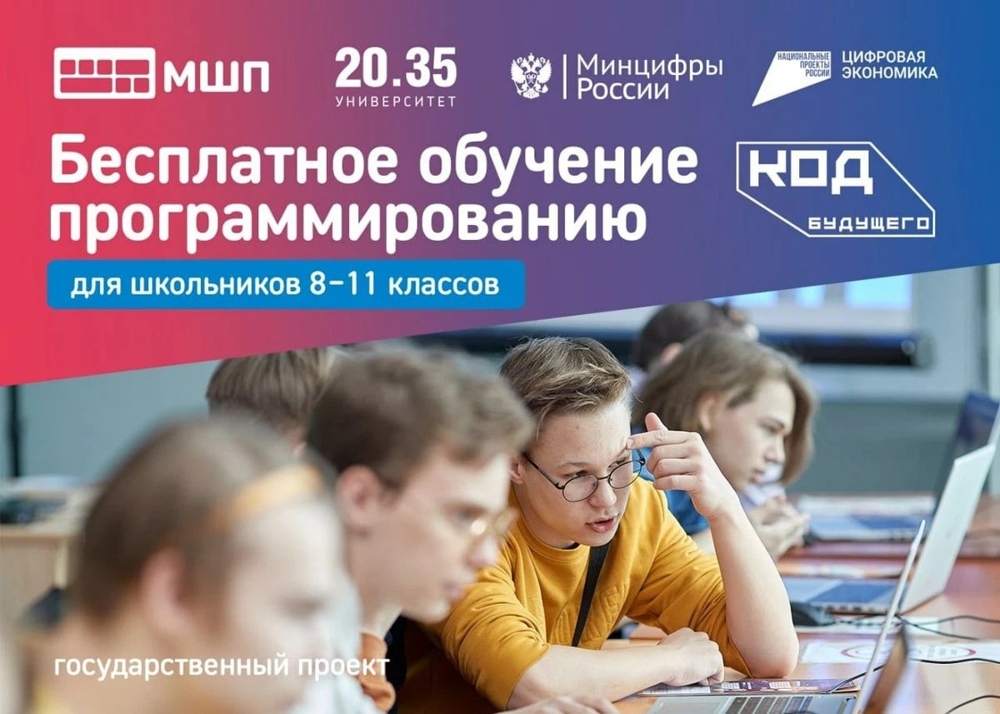 МШП
20.35
УНИВЕРСИТЕТ
Минцифры
России
НАЦИОНАЛЬНЫЕ
ПРОЕКТЫ
РОССИИ
ЦИФРОВАЯ
ЭКОНОМИКА
Бесплатное обучение
программированию
КОД
БУДУЩЕГО
для школьников 8–11 классов
государственный проект